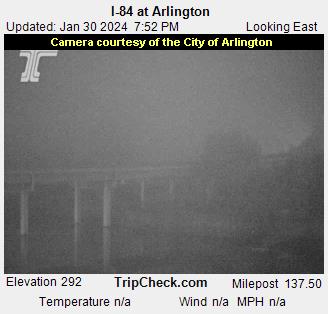 I-84 at Arlington
Updated: Jan 30 2024 7:52 PM Looking East
Camera courtesy of the City of Arlington
Elevation 292 TripCheck.com Milepost 137.50
Temperature n/a Wind n/a MPH n/a